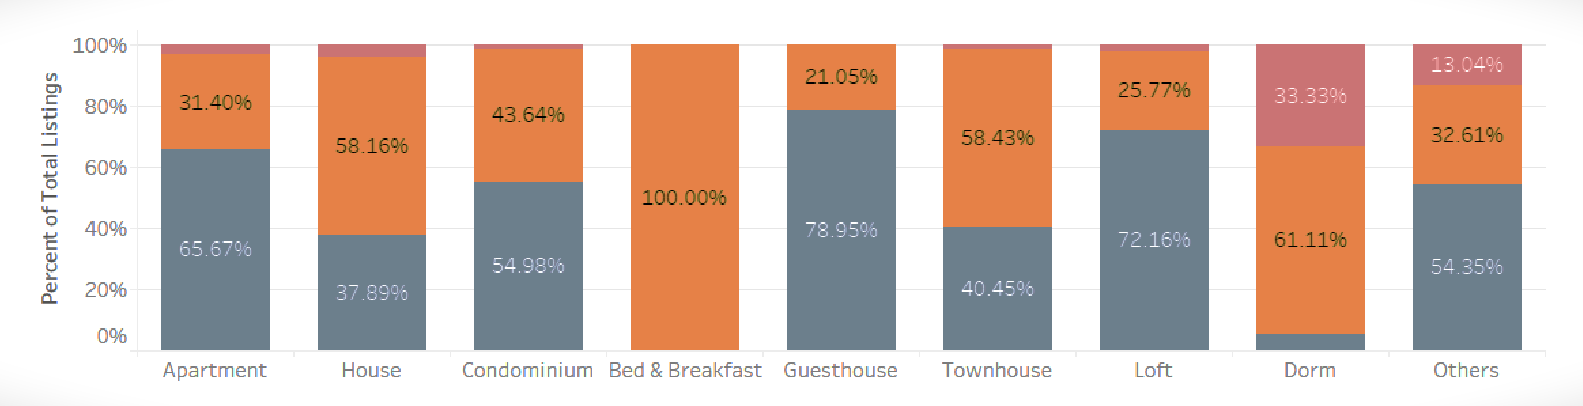 Percent of Total Listings
100%
80%
60%
40%
20%
0%
31.40%
65.67%
58.16%
37.89%
43.64%
54.98%
100.00%
21.05%
78.95%
58.43%
40.45%
25.77%
72.16%
33.33%
61.11%
13.04%
32.61%
54.35%
Apartment
House
Condominium
Bed & Breakfast
Guesthouse
Townhouse
Loft
Dorm
Others